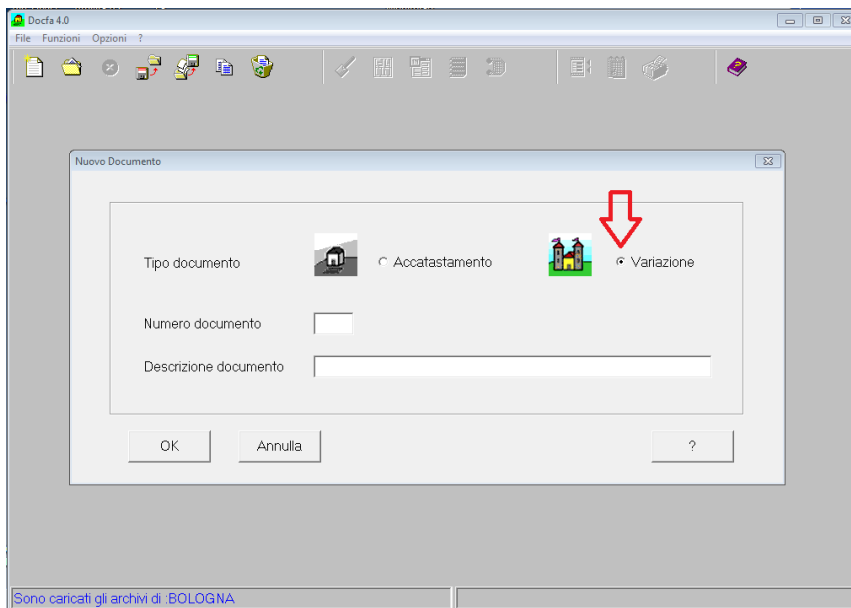 Docfa 4.0
File Funzioni Opzioni ?
Nuovo Documento
Tipo documento Accatastamento Variazione
Numero documento
Descrizione documento
OK Annulla ?
Sono caricati gli archivi di :BOLOGNA